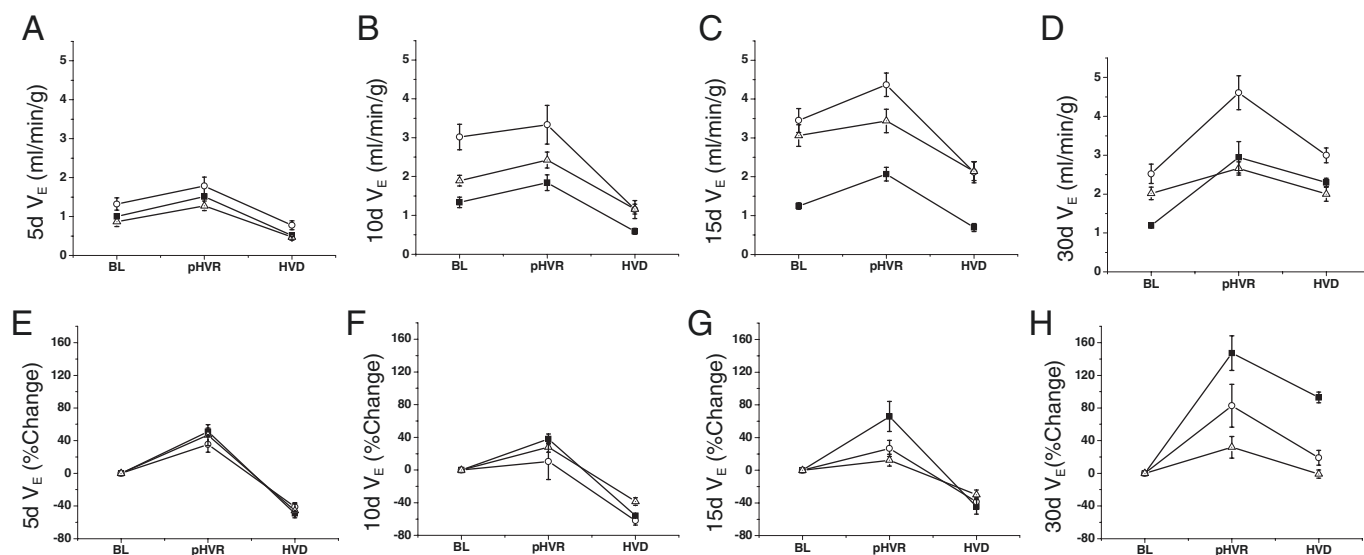 A
5d V_E (ml/min/g)
5
4
3
2
1
0
BL pHVR HVD
B
10d V_E (ml/min/g)
5
4
3
2
1
0
BL pHVR HVD
C
15d V_E (ml/min/g)
5
4
3
2
1
0
BL pHVR HVD
D
30d V_E (ml/min/g)
5
4
3
2
1
0
BL pHVR HVD
E
5d V_E (%Change)
160
120
80
40
0
-40
-80
BL pHVR HVD
F
10d V_E (%Change)
160
120
80
40
0
-40
-80
BL pHVR HVD
G
15d V_E (%Change)
160
120
80
40
0
-40
-80
BL pHVR HVD
H
30d V_E (%Change)
160
120
80
40
0
-40
-80
BL pHVR HVD